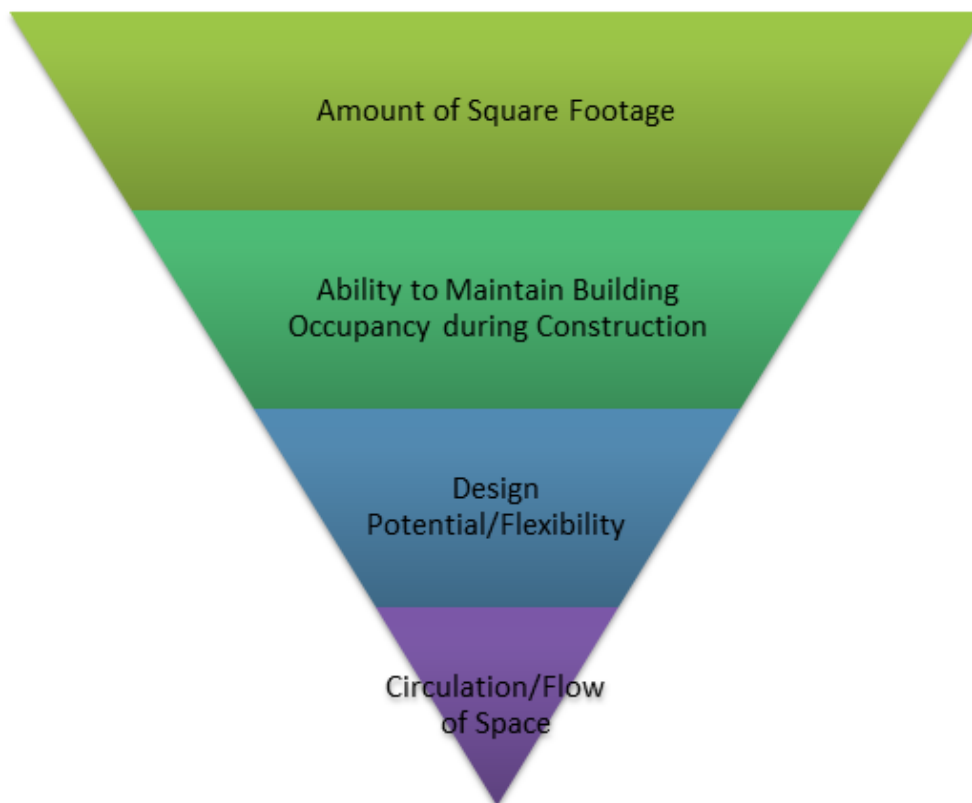 Amount of Square Footage
Ability to Maintain Building
Occupancy during Construction
Design
Potential/Flexibility
Circulation/Flow
of Space